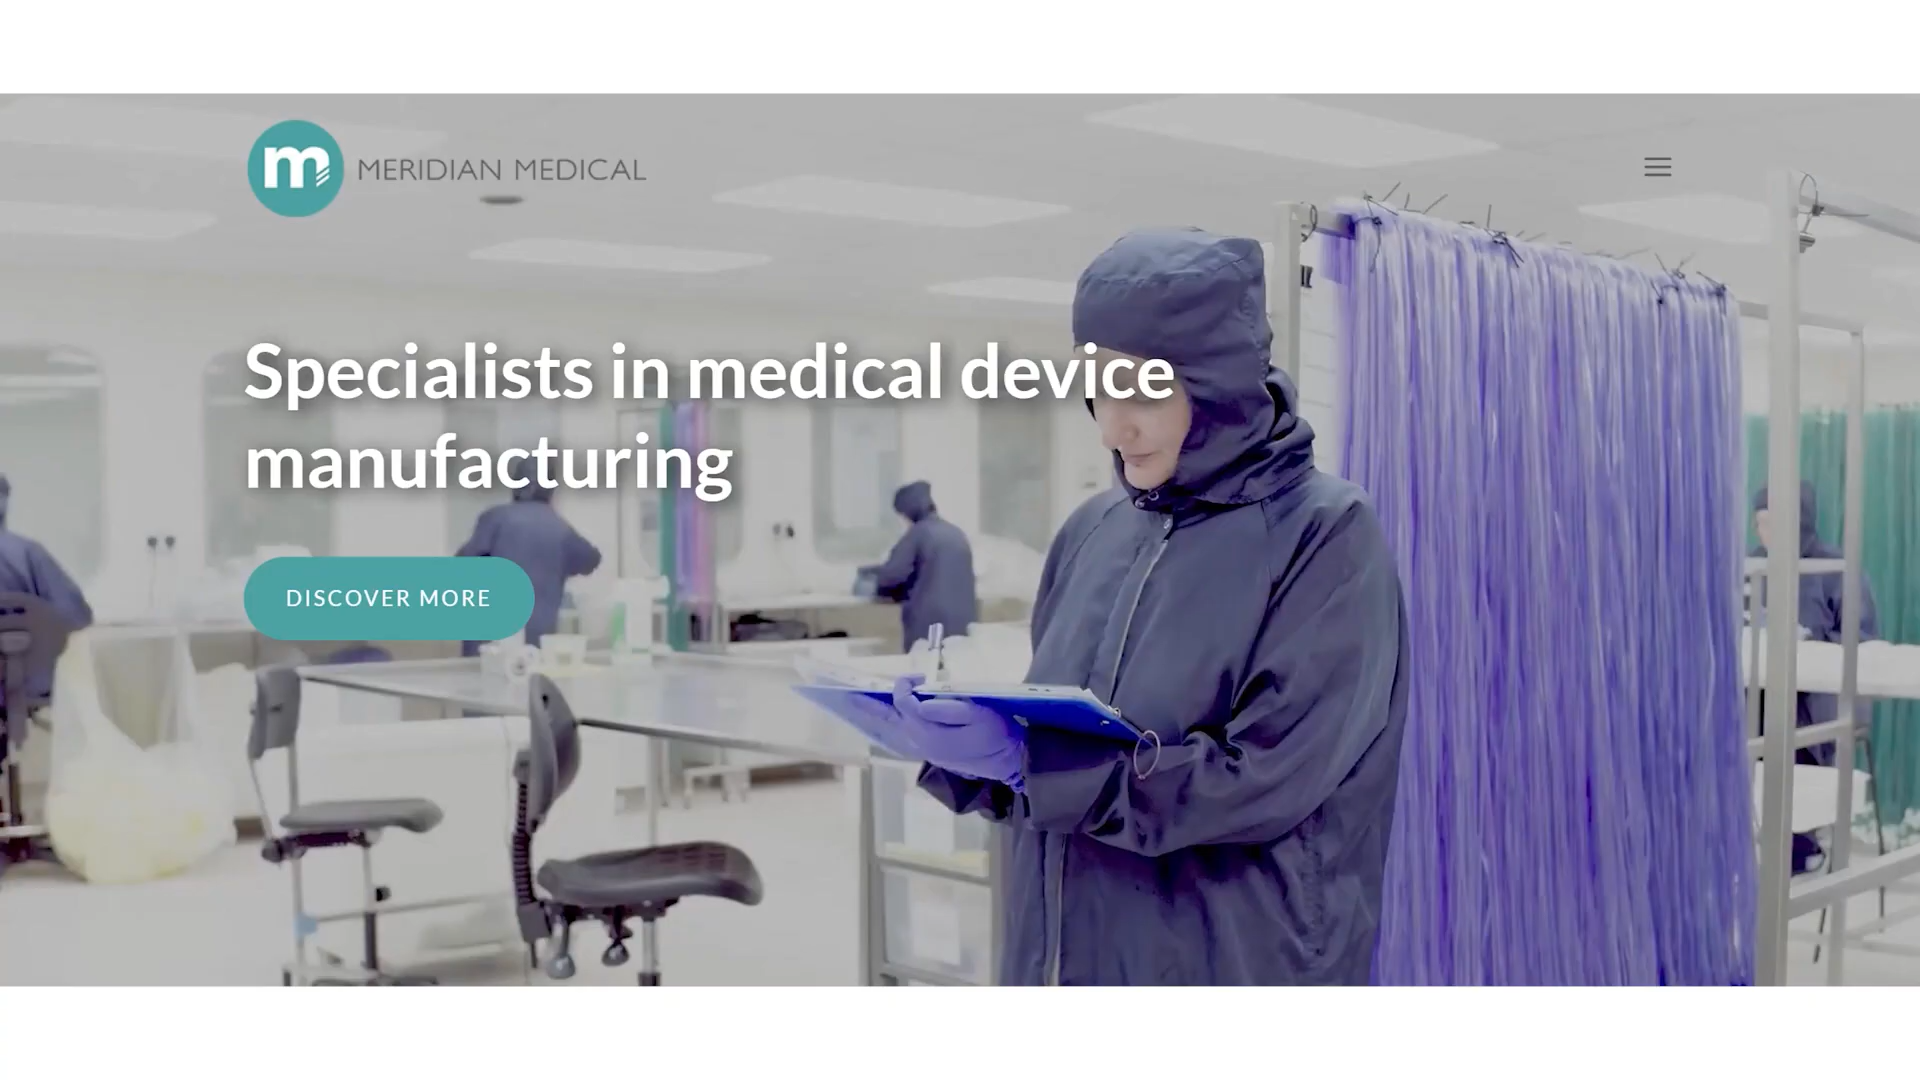 m MERIDIAN MEDICAL
Specialists in medical device
manufacturing
DISCOVER MORE